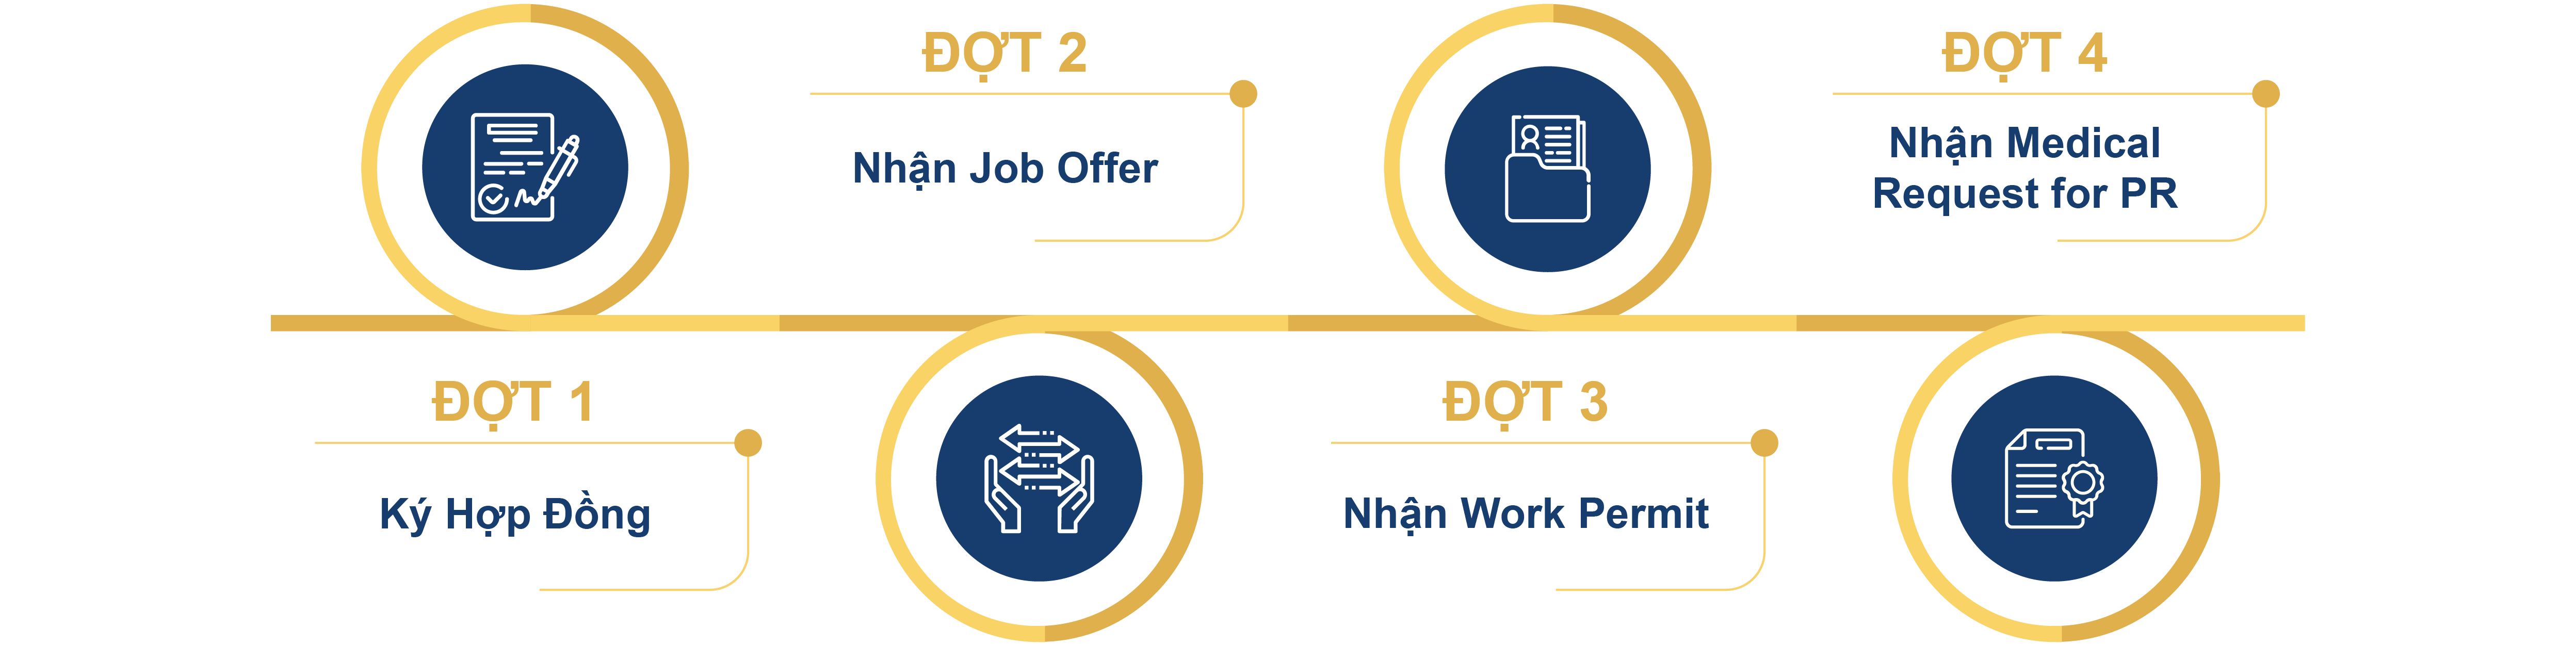 ĐỢT 1
Ký Hợp Đồng
ĐỢT 2
Nhận Job Offer
ĐỢT 3
Nhận Work Permit
ĐỢT 4
Nhận Medical
Request for PR